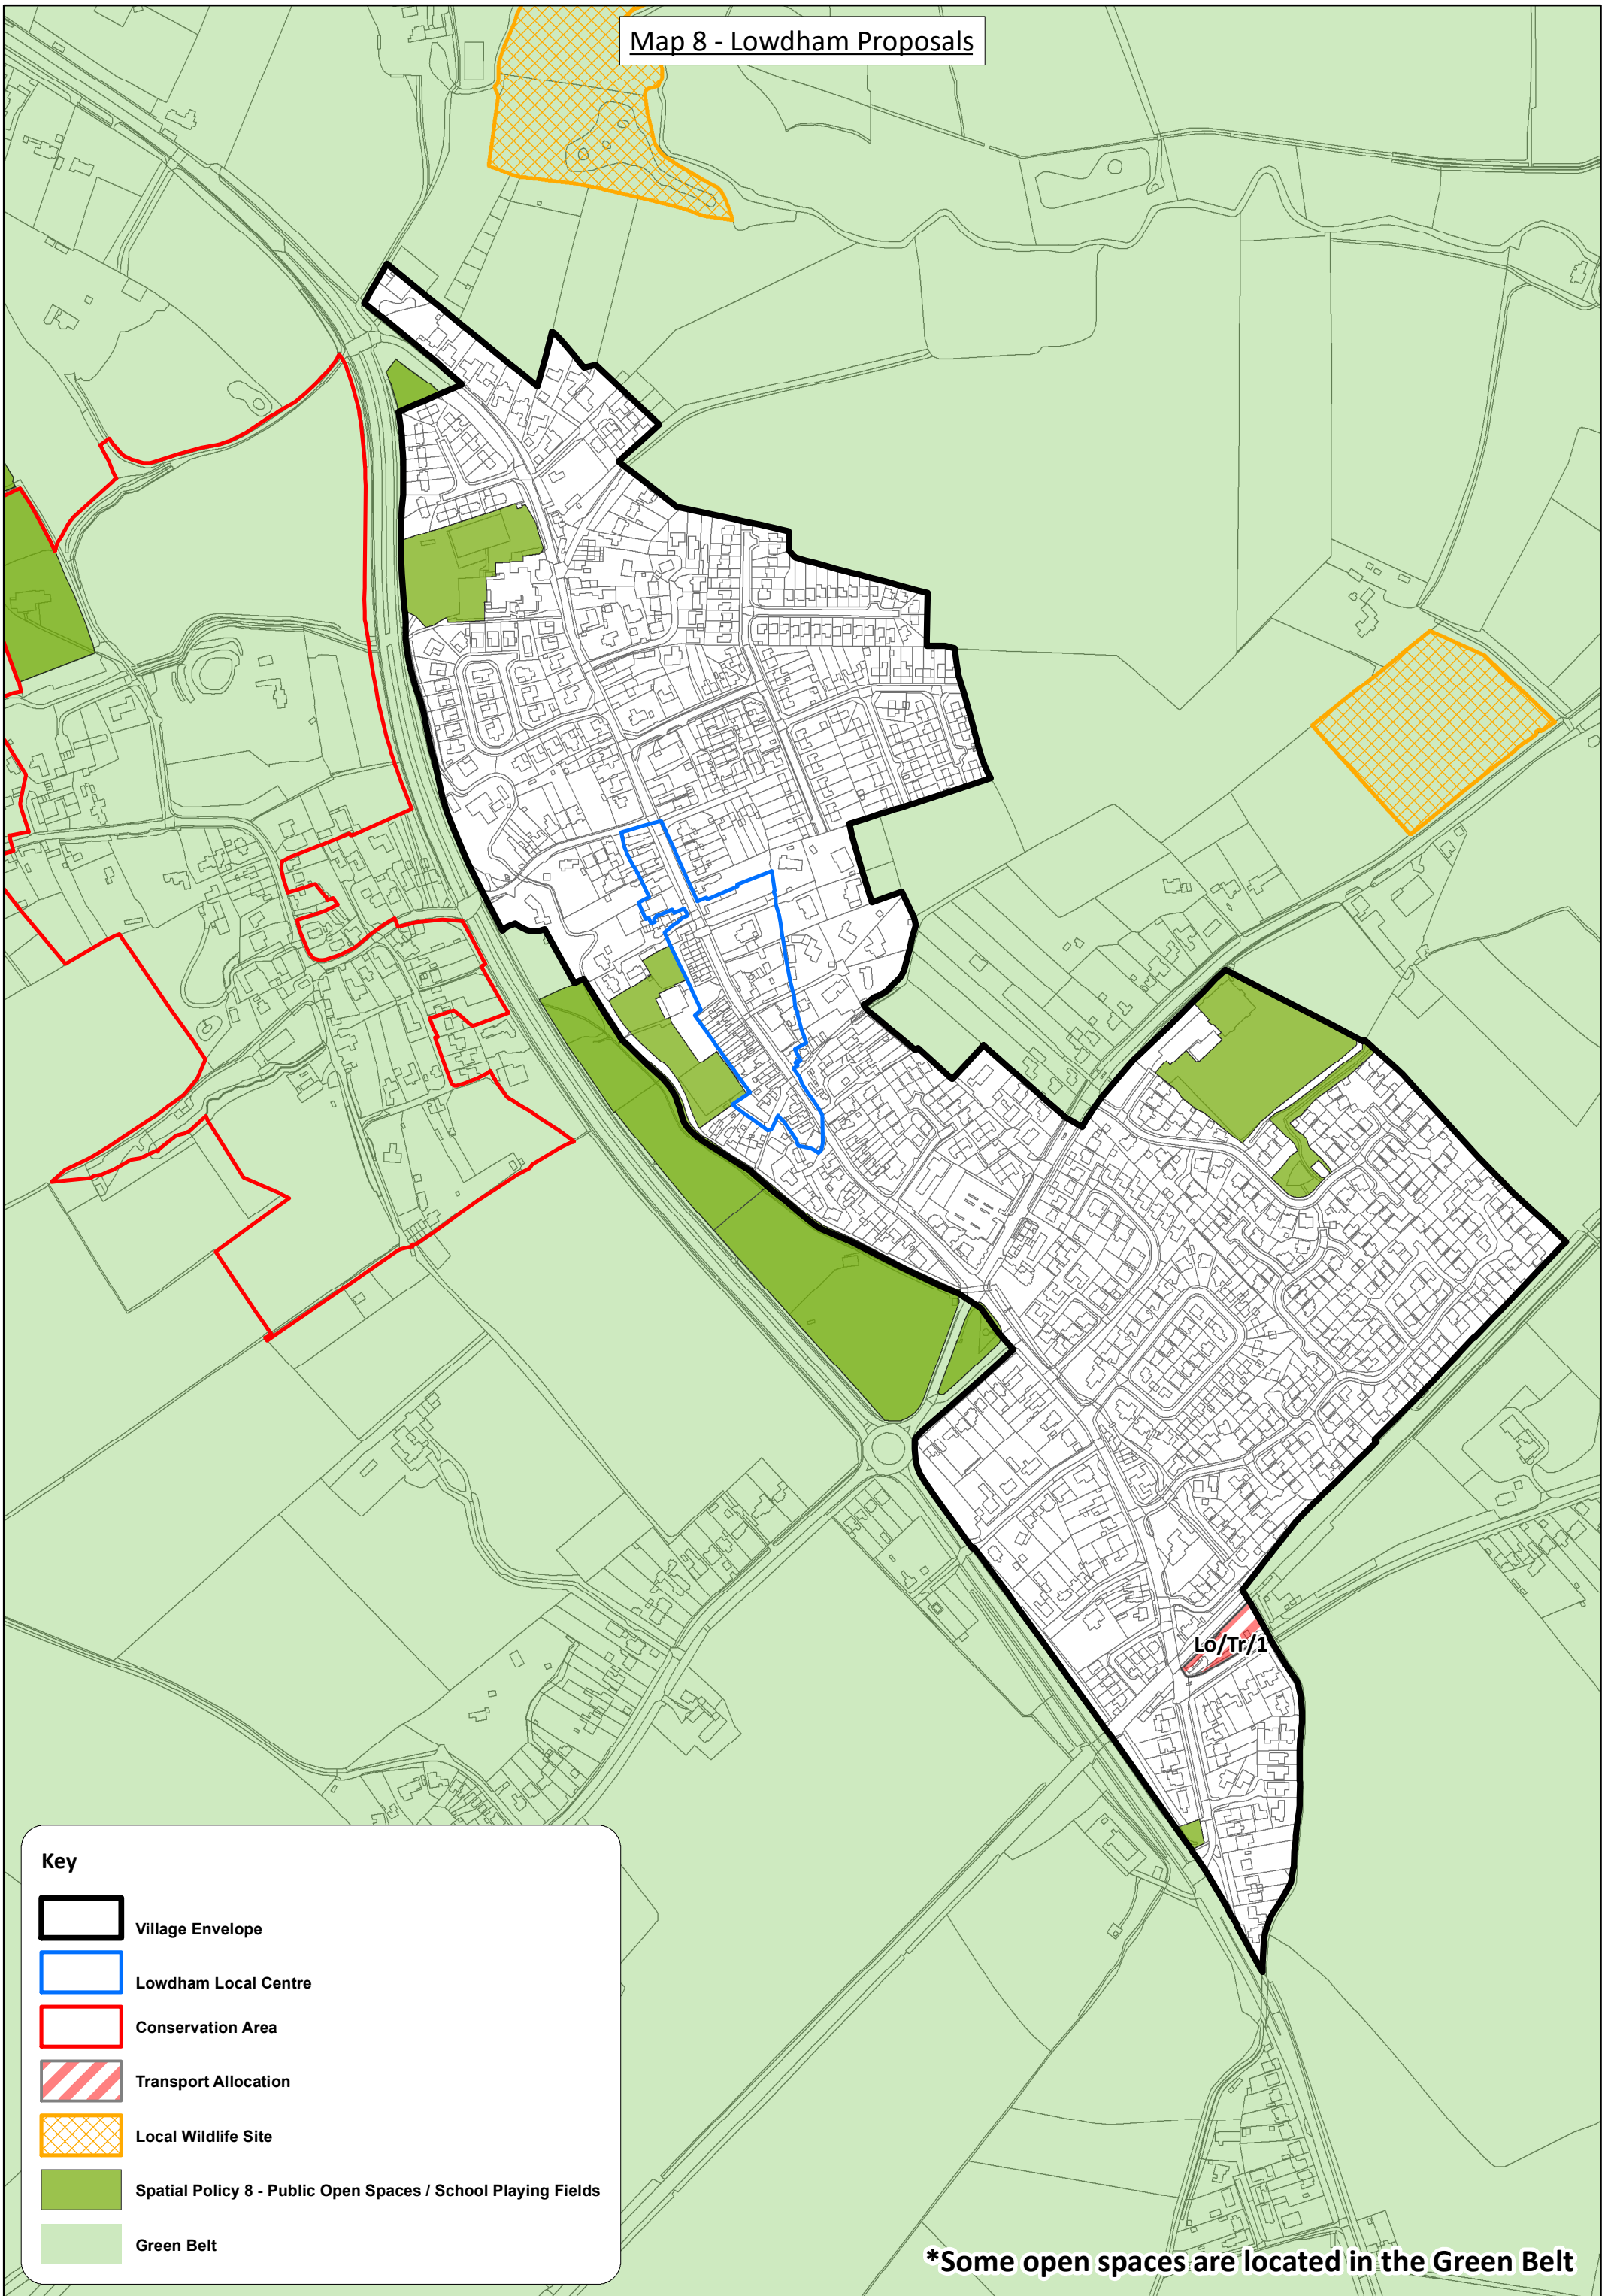 Map 8 - Lowdham Proposals
Lo/Tr/1
Key
Village Envelope
Lowdham Local Centre
Conservation Area
Transport Allocation
Local Wildlife Site
Spatial Policy 8 - Public Open Spaces / School Playing Fields
Green Belt
*Some open spaces are located in the Green Belt